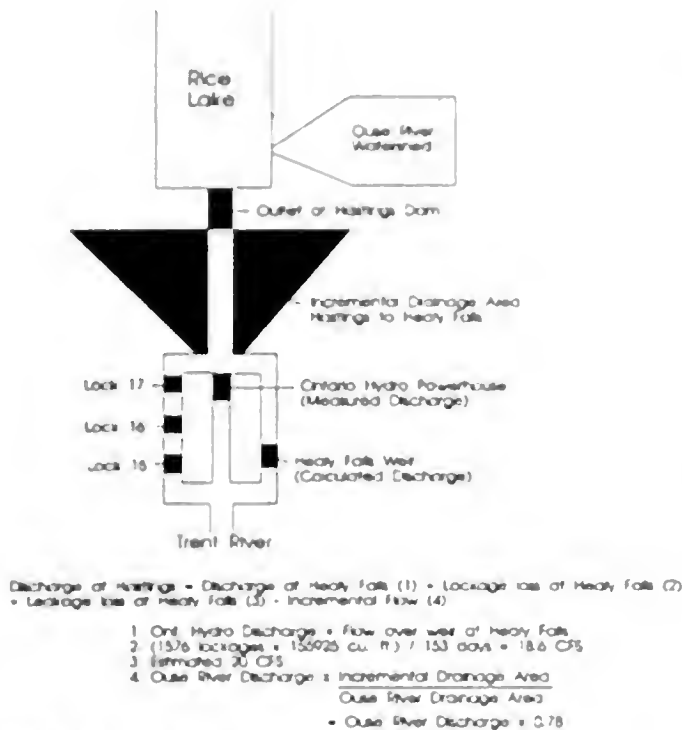 Rice
Lake
Ouse River
Watershed
Outlet at Hastings Dam
Incremental Drainage Area
Hastings to Healy Falls
Lock 17
Ontario Hydro Powerhouse
(Measured Discharge)
Lock 16
Lock 15
Healy Falls Weir
(Calculated Discharge)
Trent River
Discharge at Hastings = Discharge at Healy Falls (1) + Lockage loss at Healy Falls (2)
+ Leakage loss at Healy Falls (3) - Incremental Flow (4)
1 Ont. Hydro Discharge + Flow over weir at Healy Falls
2 (1576 lockages x 155925 cu. ft.) / 153 days = 18.6 CFS
3 Estimated 20 CFS
4 Ouse River Discharge x Incremental Drainage Area
Ouse River Drainage Area
= Ouse River Discharge x 0.78